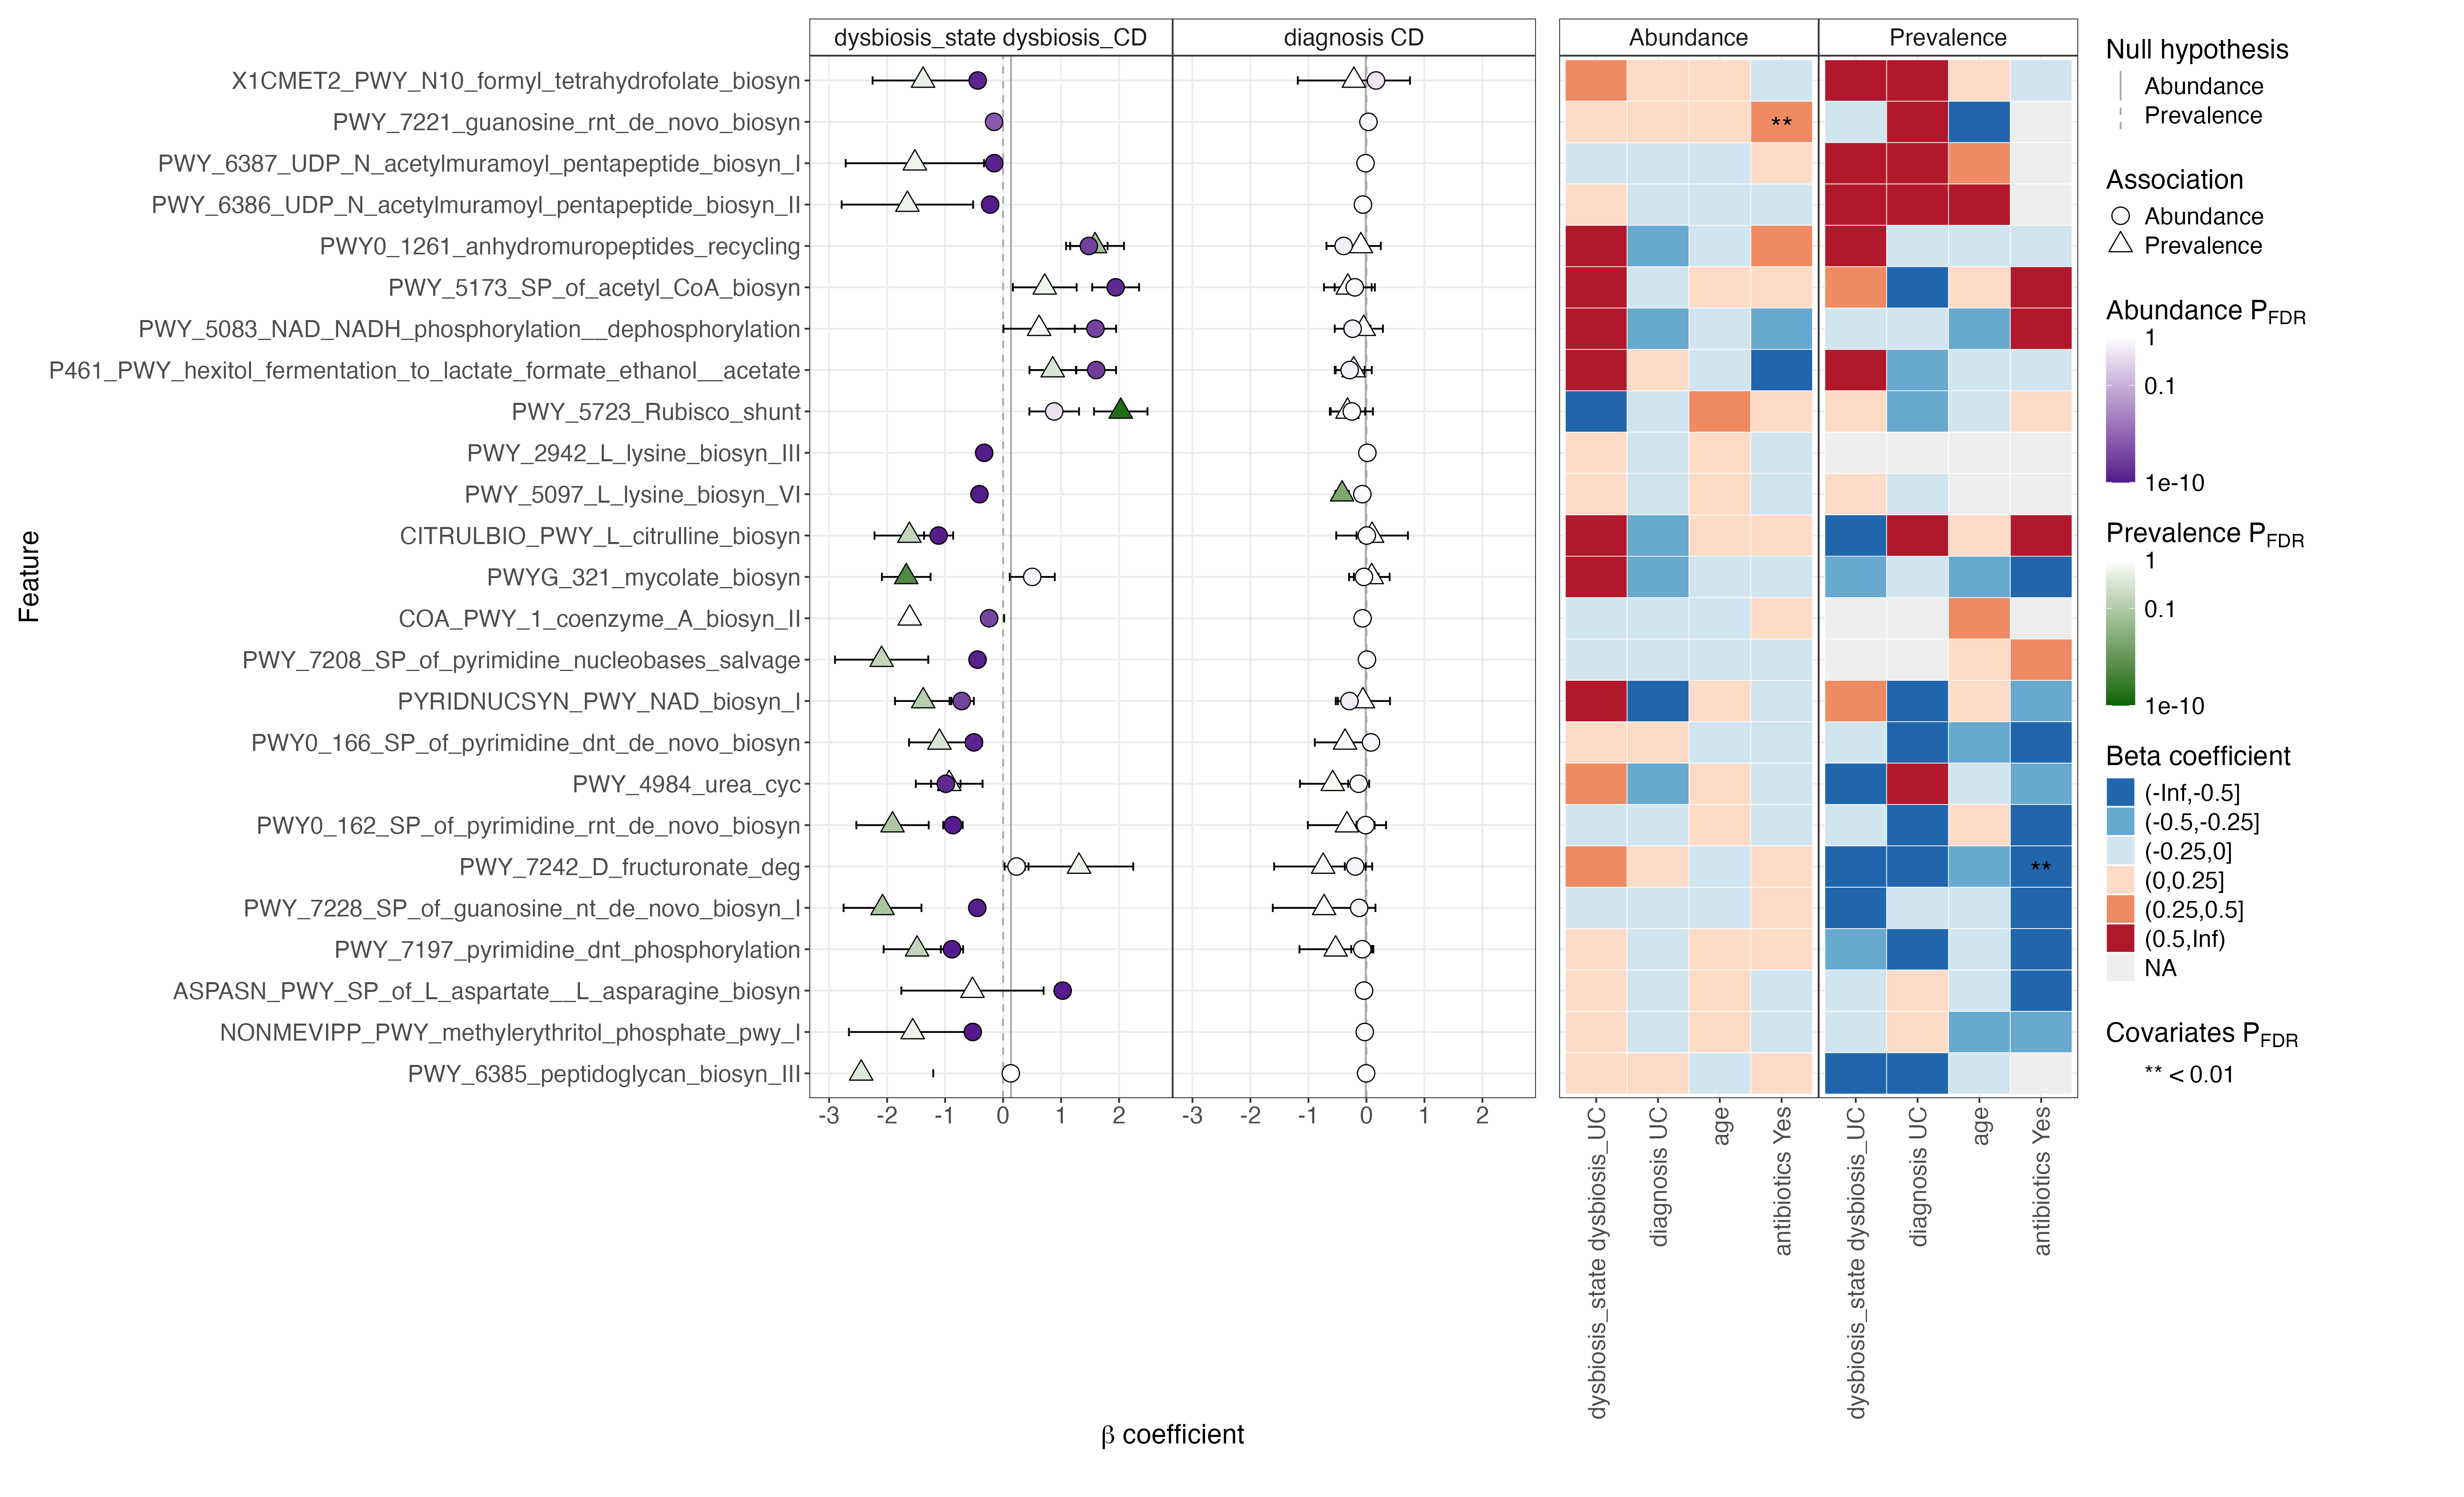 dysbiosis_state dysbiosis_CD
diagnosis CD
Abundance
Prevalence
Feature
X1CMET2_PWY_N10_formyl_tetrahydrofolate_biosyn
PWY_7221_guanosine_rnt_de_novo_biosyn
PWY_6387_UDP_N_acetylmuramoyl_pentapeptide_biosyn_I
PWY_6386_UDP_N_acetylmuramoyl_pentapeptide_biosyn_II
PWY0_1261_anhydromuropeptides_recycling
PWY_5173_SP_of_acetyl_CoA_biosyn
PWY_5083_NAD_NADH_phosphorylation__dephosphorylation
P461_PWY_hexitol_fermentation_to_lactate_formate_ethanol__acetate
PWY_5723_Rubisco_shunt
PWY_2942_L_lysine_biosyn_III
PWY_5097_L_lysine_biosyn_VI
CITRULBIO_PWY_L_citrulline_biosyn
PWYG_321_mycolate_biosyn
COA_PWY_1_coenzyme_A_biosyn_II
PWY_7208_SP_of_pyrimidine_nucleobases_salvage
PYRIDNUCSYN_PWY_NAD_biosyn_I
PWY0_166_SP_of_pyrimidine_dnt_de_novo_biosyn
PWY_4984_urea_cyc
PWY0_162_SP_of_pyrimidine_rnt_de_novo_biosyn
PWY_7242_D_fructuronate_deg
PWY_7228_SP_of_guanosine_nt_de_novo_biosyn_I
PWY_7197_pyrimidine_dnt_phosphorylation
ASPASN_PWY_SP_of_L_aspartate__L_asparagine_biosyn
NONMEVIPP_PWY_methylerythritol_phosphate_pwy_I
PWY_6385_peptidoglycan_biosyn_III
-3 -2 -1 0 1 2
-3 -2 -1 0 1 2
β coefficient
**
**
dysbiosis_state dysbiosis_UC
diagnosis UC
age
antibiotics Yes
dysbiosis_state dysbiosis_UC
diagnosis UC
age
antibiotics Yes
Null hypothesis
Abundance
Prevalence
Association
Abundance
Prevalence
Abundance PFDR
1
0.1
1e-10
Prevalence PFDR
1
0.1
1e-10
Beta coefficient
(-Inf,-0.5]
(-0.5,-0.25]
(-0.25,0]
(0,0.25]
(0.25,0.5]
(0.5,Inf)
NA
Covariates PFDR
** < 0.01